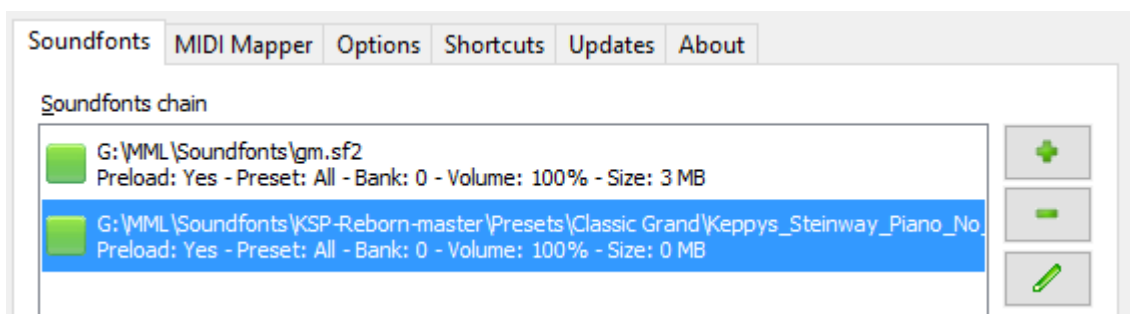 Soundfonts MIDI Mapper Options Shortcuts Updates About
Soundfonts chain
G:\MML\Soundfonts\gm.sf2
Preload: Yes - Preset: All - Bank: 0 - Volume: 100% - Size: 3 MB
G:\MML\Soundfonts\KSP-Reborn-master\Presets\Classic Grand\Keppys_Steinway_Piano_No_
Preload: Yes - Preset: All - Bank: 0 - Volume: 100% - Size: 0 MB